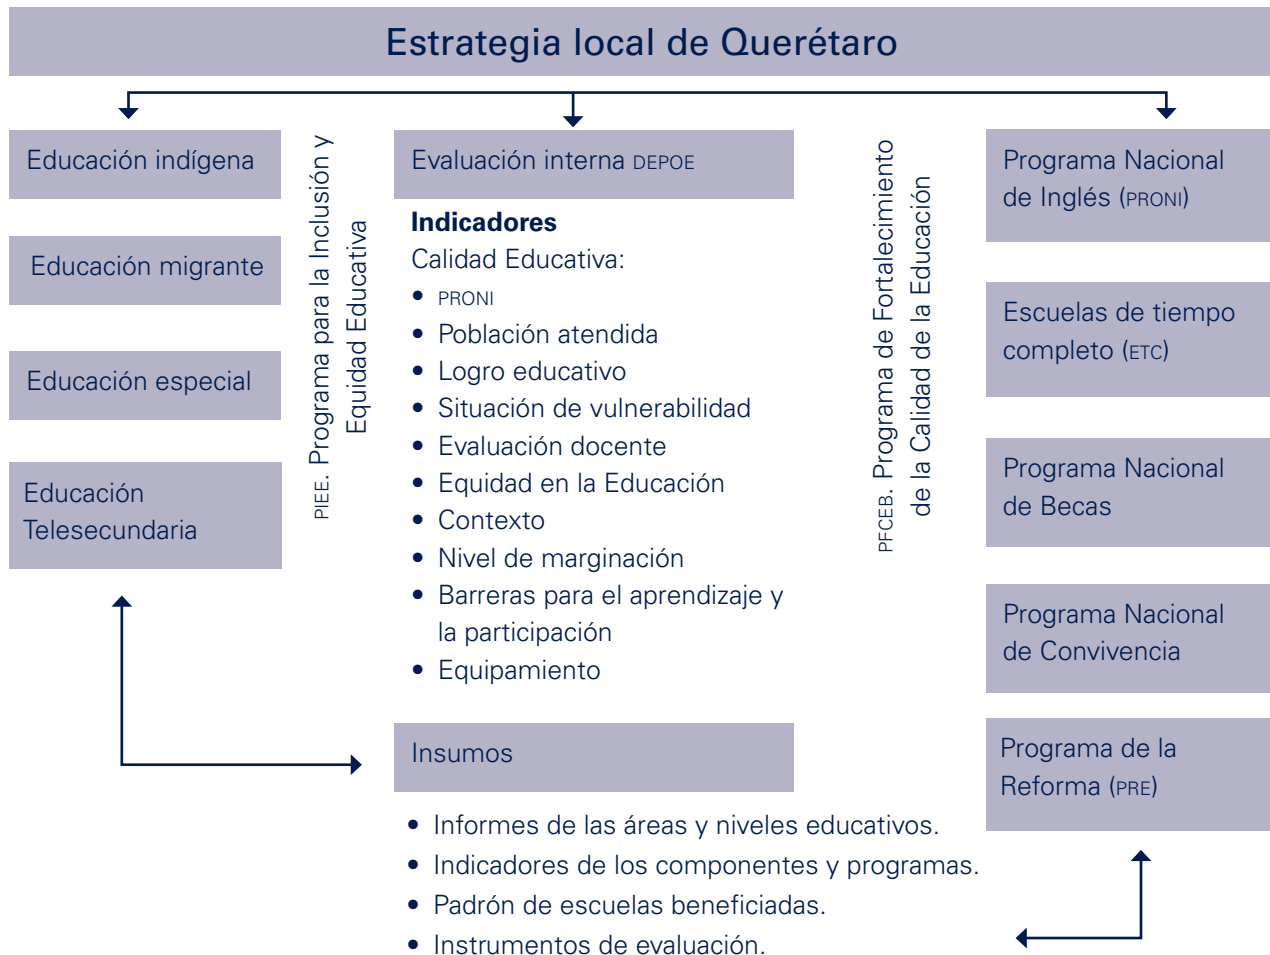 Estrategia local de Querétaro
Educación indígena
Educación migrante
Educación especial
Educación
Telesecundaria
PIEE. Programa para la Inclusión y
Equidad Educativa
Evaluación interna DEPOE
Indicadores
Calidad Educativa:
• PRONI
• Población atendida
• Logro educativo
• Situación de vulnerabilidad
• Evaluación docente
• Equidad en la Educación
• Contexto
• Nivel de marginación
• Barreras para el aprendizaje y
la participación
• Equipamiento
Insumos
• Informes de las áreas y niveles educativos.
• Indicadores de los componentes y programas.
• Padrón de escuelas beneficiadas.
• Instrumentos de evaluación.
PFCEB. Programa de Fortalecimiento
de la Calidad de la Educación
Programa Nacional
de Inglés (PRONI)
Escuelas de tiempo
completo (ETC)
Programa Nacional
de Becas
Programa Nacional
de Convivencia
Programa de la
Reforma (PRE)